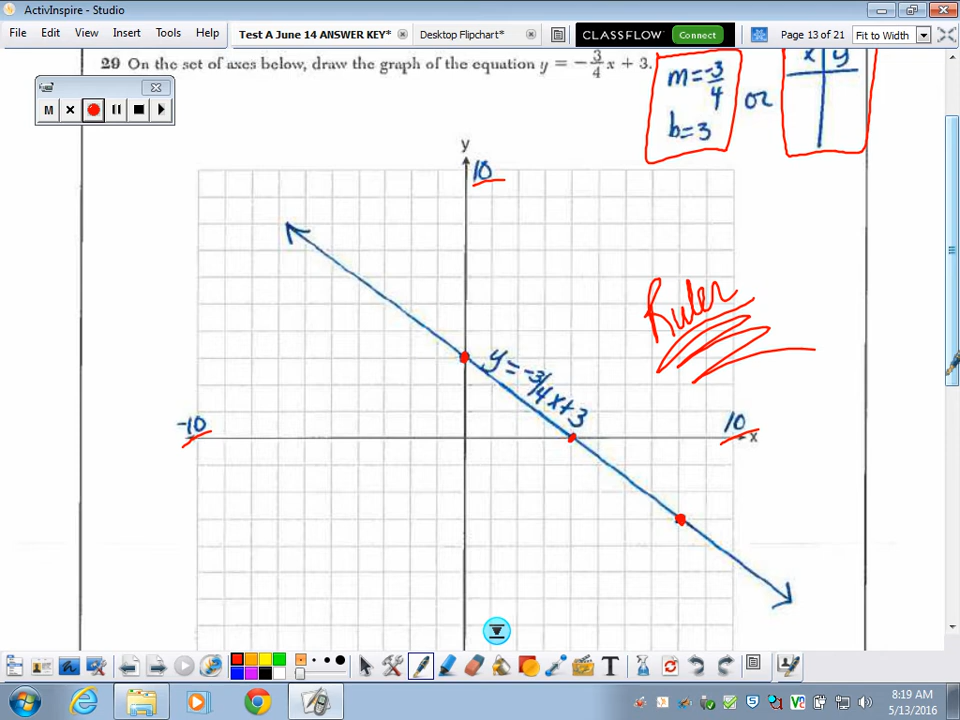 ActivInspire - Studio
File Edit View Insert Tools Help
Test A June 14 ANSWER KEY*
Desktop Flipchart*
CLASSFLOW Connect
Page 13 of 21
Fit to Width
29 On the set of axes below, draw the graph of the equation y = −3/4 x + 3.
m = -3/4
b = 3
or
x y
M
y
10
Ruler
y = -3/4 x + 3
-10
10
x
T
8:19 AM
5/13/2016